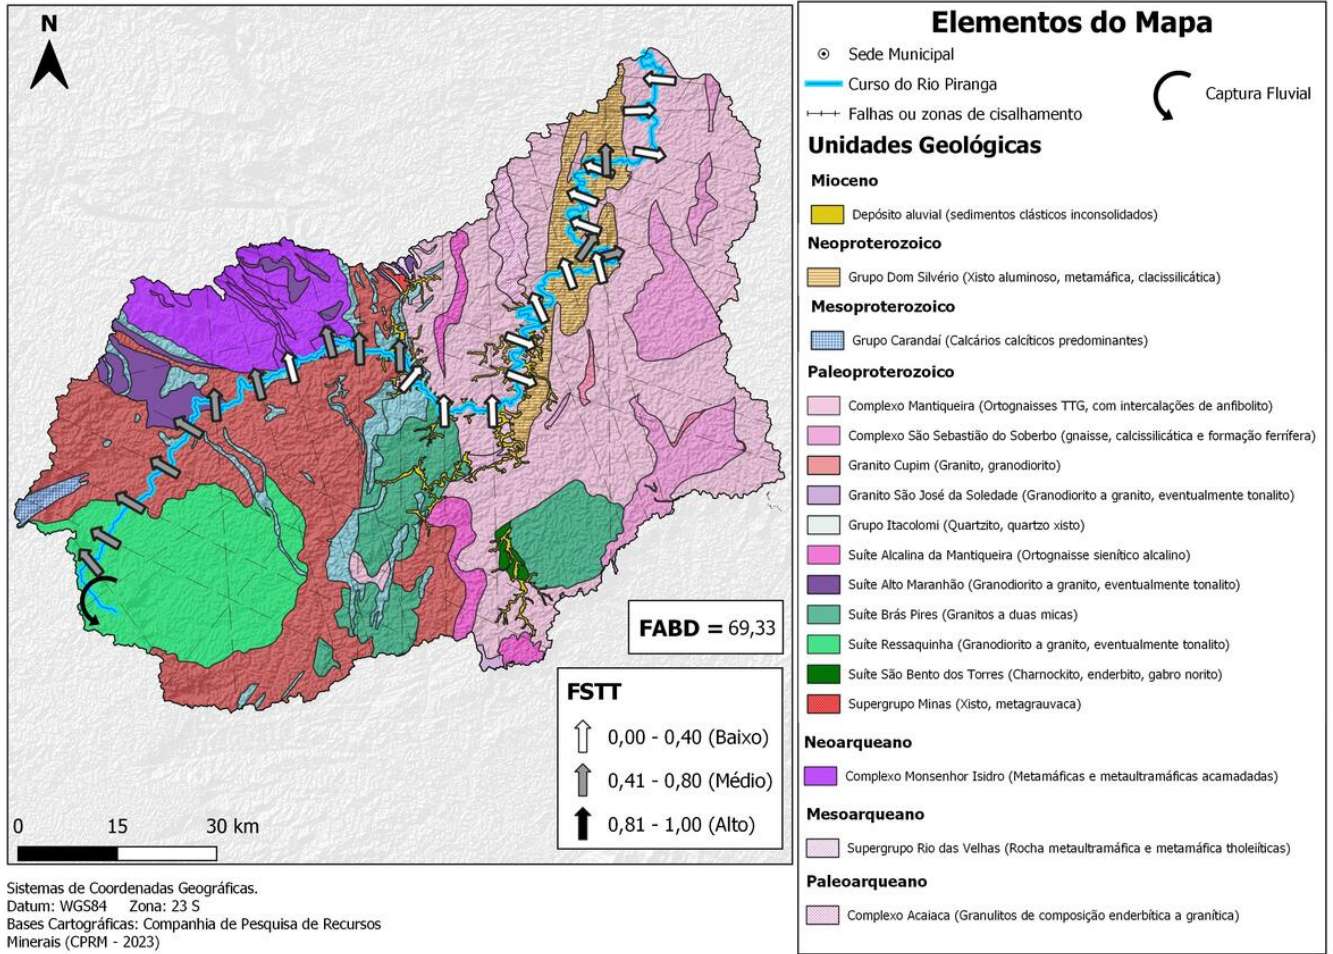 N
FABD = 69,33
FSTT
0,00 - 0,40 (Baixo)
0,41 - 0,80 (Médio)
0,81 - 1,00 (Alto)
0 15 30 km
Sistemas de Coordenadas Geográficas.
Datum: WGS84 Zona: 23 S
Bases Cartográficas: Companhia de Pesquisa de Recursos
Minerais (CPRM - 2023)
Elementos do Mapa
Sede Municipal
Curso do Rio Piranga
Falhas ou zonas de cisalhamento
Captura Fluvial
Unidades Geológicas
Mioceno
Depósito aluvial (sedimentos clásticos inconsolidados)
Neoproterozoico
Grupo Dom Silvério (Xisto aluminoso, metamáfica, clacissilicática)
Mesoproterozoico
Grupo Carandaí (Calcários calcíticos predominantes)
Paleoproterozoico
Complexo Mantiqueira (Ortognaisses TTG, com intercalações de anfibolito)
Complexo São Sebastião do Soberbo (gnaisse, calcissilicática e formação ferrífera)
Granito Cupim (Granito, granodiorito)
Granito São José da Soledade (Granodiorito a granito, eventualmente tonalito)
Grupo Itacolomi (Quartzito, quartzo xisto)
Suíte Alcalina da Mantiqueira (Ortognaisse sienítico alcalino)
Suíte Alto Maranhão (Granodiorito a granito, eventualmente tonalito)
Suíte Brás Pires (Granitos a duas micas)
Suíte Ressaquinha (Granodiorito a granito, eventualmente tonalito)
Suíte São Bento dos Torres (Charnockito, enderbito, gabro norito)
Supergrupo Minas (Xisto, metagrauvaca)
Neoarqueano
Complexo Monsenhor Isidro (Metamáficas e metaultramáficas acamadadas)
Mesoarqueano
Supergrupo Rio das Velhas (Rocha metaultramáfica e metamáfica tholeiíticas)
Paleoarqueano
Complexo Acaiaca (Granulitos de composição enderbítica a granítica)